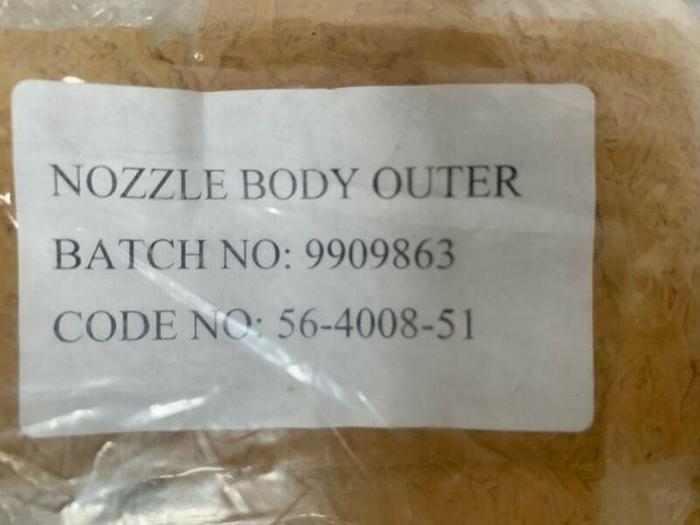 NOZZLE BODY OUTER
BATCH NO: 9909863
CODE NO: 56-4008-51